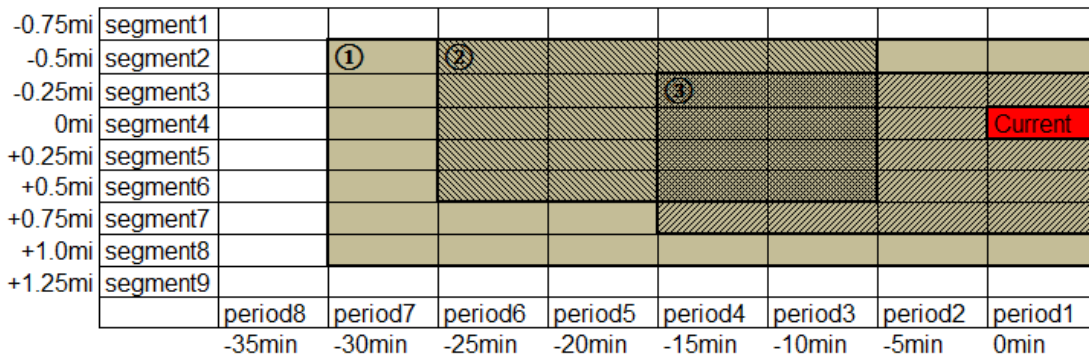 -0.75mi segment1
-0.5mi segment2 ① ②
-0.25mi segment3 ③
0mi segment4 Current
+0.25mi segment5
+0.5mi segment6
+0.75mi segment7
+1.0mi segment8
+1.25mi segment9
period8 period7 period6 period5 period4 period3 period2 period1
-35min -30min -25min -20min -15min -10min -5min 0min